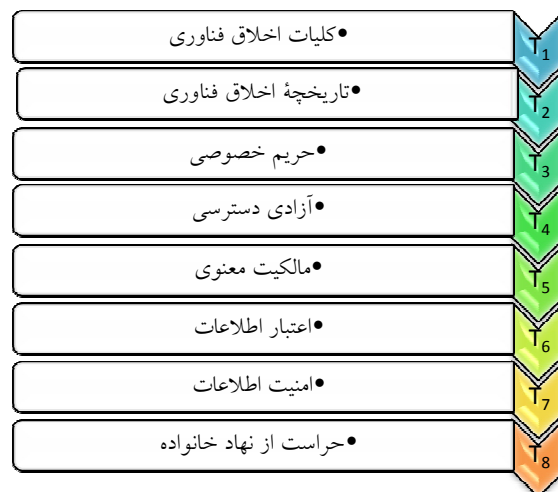 •کلیات اخلاق فناوری
T1
•تاریخچۀ اخلاق فناوری
T2
•حریم خصوصی
T3
•آزادی دسترسی
T4
•مالکیت معنوی
T5
•اعتبار اطلاعات
T6
•امنیت اطلاعات
T7
•حراست از نهاد خانواده
T8